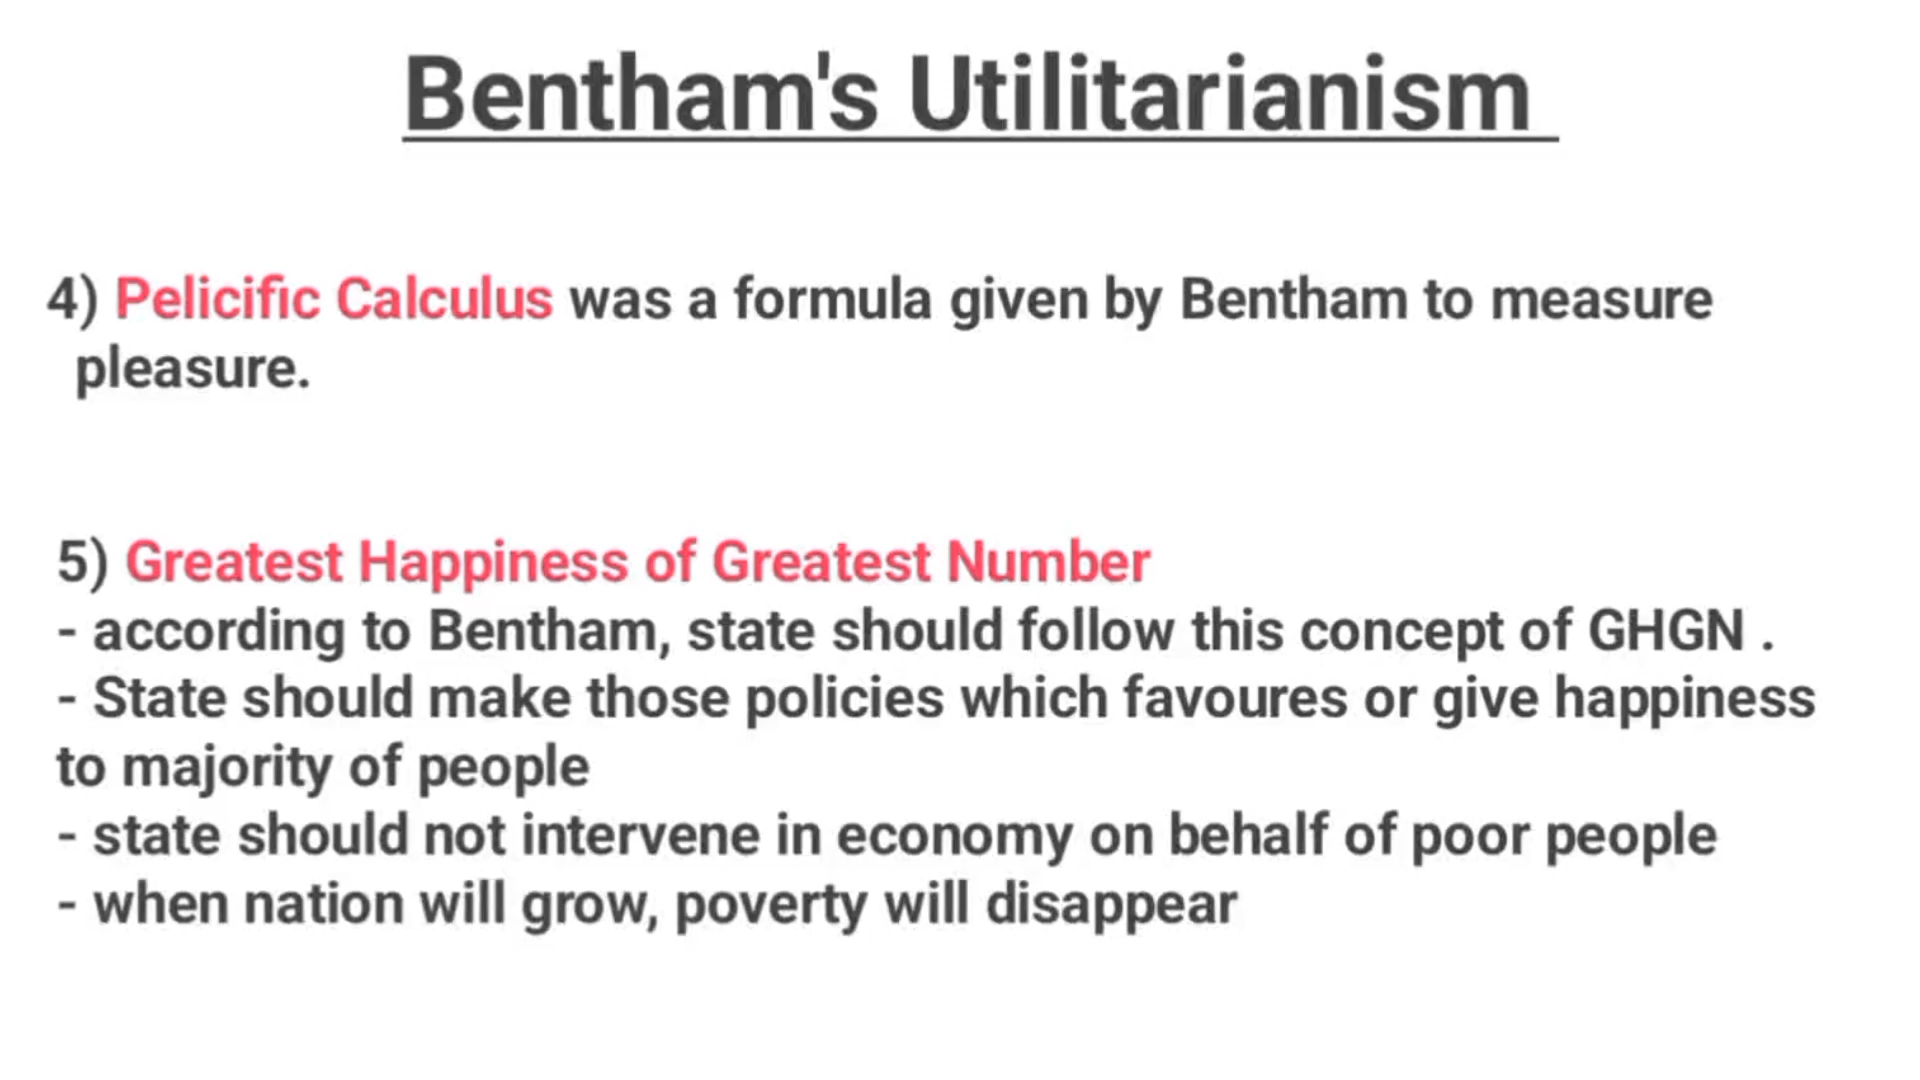 Bentham's Utilitarianism
4) Pelicific Calculus was a formula given by Bentham to measure
pleasure.
5) Greatest Happiness of Greatest Number
- according to Bentham, state should follow this concept of GHGN .
- State should make those policies which favoures or give happiness
to majority of people
- state should not intervene in economy on behalf of poor people
- when nation will grow, poverty will disappear